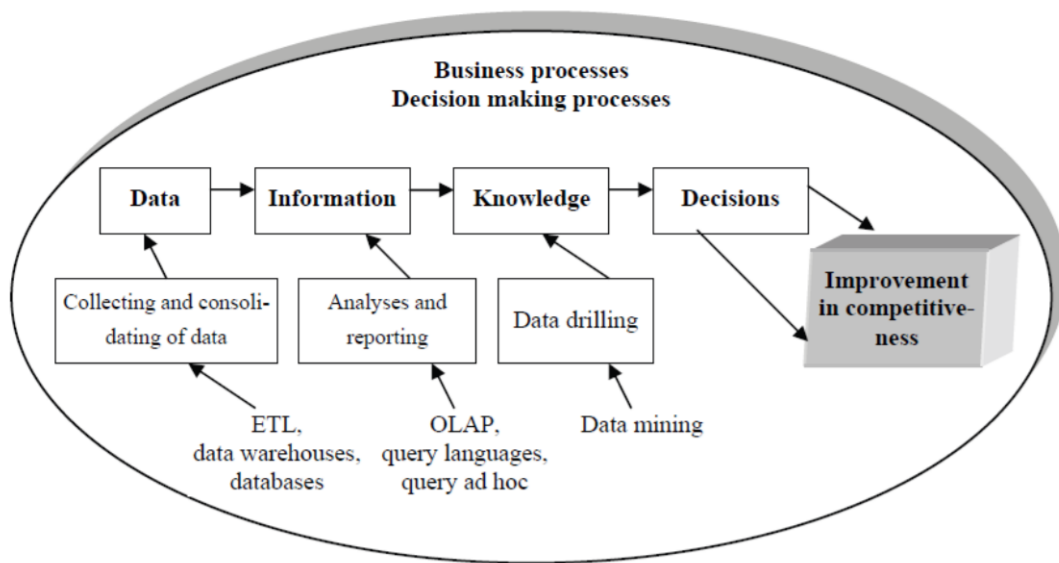 Business processes
Decision making processes
Data
Information
Knowledge
Decisions
Collecting and consoli-
dating of data
Analyses and
reporting
Data drilling
Improvement
in competitive-
ness
ETL,
data warehouses,
databases
OLAP,
query languages,
query ad hoc
Data mining